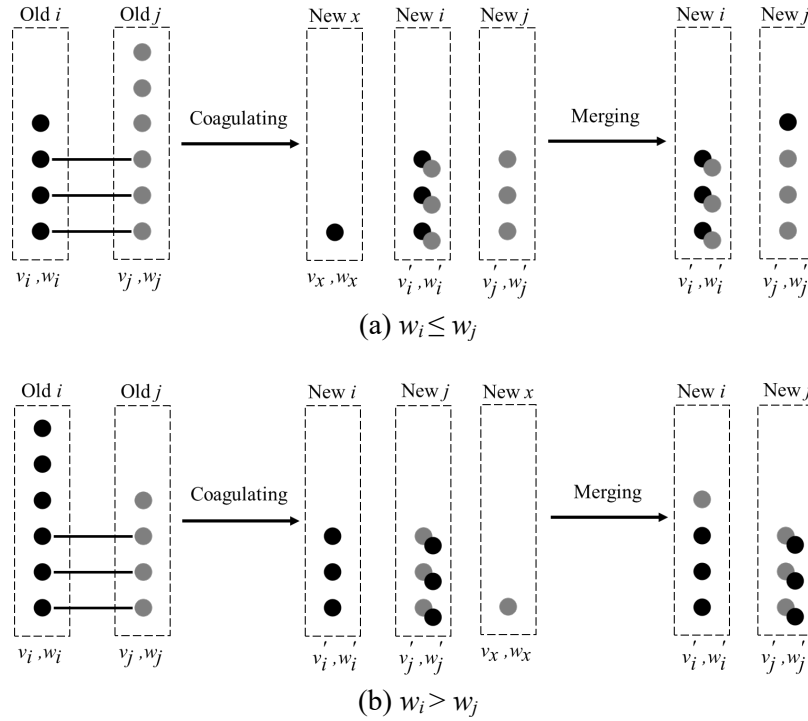 Old i Old j New x New i New j New i New j
Coagulating Merging
v_i ,w_i v_j ,w_j v_x ,w_x v_i' ,w_i' v_j' ,w_j' v_i' ,w_i' v_j' ,w_j'
(a) w_i ≤ w_j
Old i Old j New i New j New x New i New j
Coagulating Merging
v_i ,w_i v_j ,w_j v_i' ,w_i' v_j' ,w_j' v_x ,w_x v_i' ,w_i' v_j' ,w_j'
(b) w_i > w_j